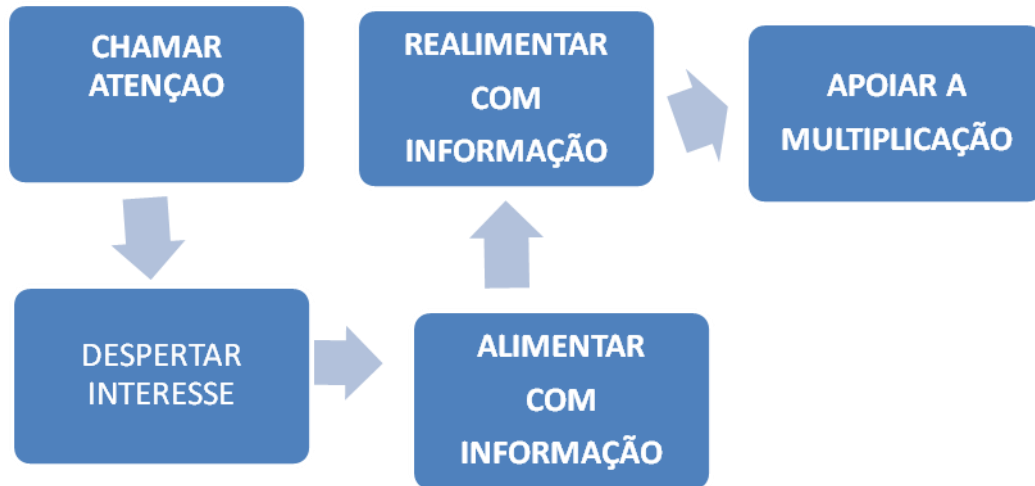 CHAMAR
ATENÇAO
DESPERTAR
INTERESSE
ALIMENTAR
COM
INFORMAÇÃO
REALIMENTAR
COM
INFORMAÇÃO
APOIAR A
MULTIPLICAÇÃO